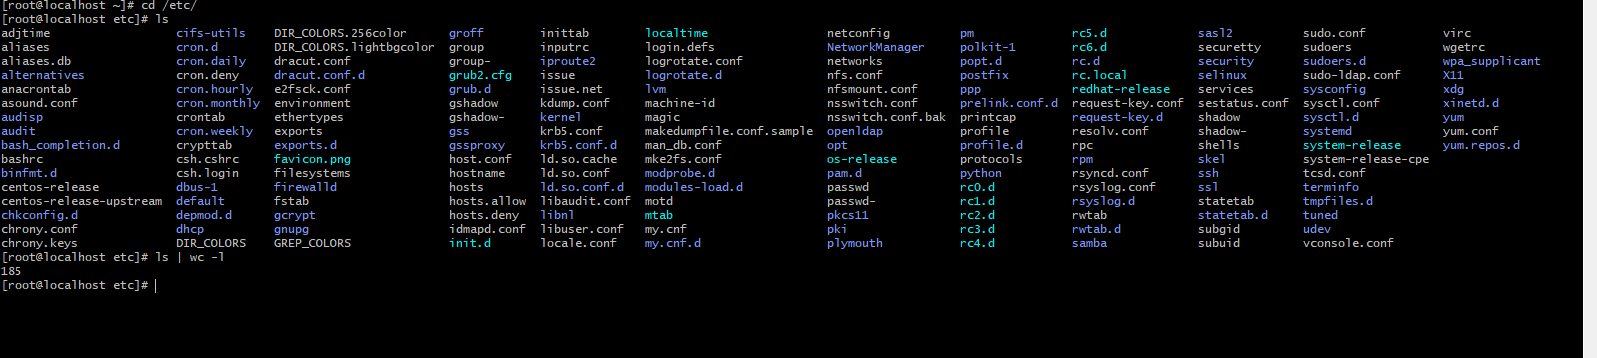 [root@localhost ~]# cd /etc/
[root@localhost etc]# ls
adjtime cifs-utils DIR_COLORS.256color groff inittab localtime netconfig pm rc5.d sasl2 sudo.conf virc
aliases cron.d DIR_COLORS.lightbgcolor group inputrc login.defs NetworkManager polkit-1 rc6.d securetty sudoers wgetrc
aliases.db cron.daily dracut.conf group- iproute2 logrotate.conf networks popt.d rc.d security sudoers.d wpa_supplicant
alternatives cron.deny dracut.conf.d grub2.cfg issue logrotate.d nfs.conf postfix rc.local selinux sudo-ldap.conf X11
anacrontab cron.hourly e2fsck.conf grub.d issue.net lvm nfsmount.conf ppp redhat-release services sysconfig xdg
asound.conf cron.monthly environment gshadow kdump.conf machine-id nsswitch.conf prelink.conf.d request-key.conf sestatus.conf sysctl.conf xinetd.d
audisp crontab ethertypes gshadow- kernel magic nsswitch.conf.bak printcap request-key.d shadow sysctl.d yum
audit cron.weekly exports gss krb5.conf makedumpfile.conf.sample openldap profile resolv.conf shadow- systemd yum.conf
bash_completion.d crypttab exports.d gssproxy krb5.conf.d man_db.conf opt profile.d rpc shells system-release yum.repos.d
bashrc csh.cshrc favicon.png host.conf ld.so.cache mke2fs.conf os-release protocols rpm skel system-release-cpe
binfmt.d csh.login filesystems hostname ld.so.conf modprobe.d pam.d python rsyncd.conf ssh tcsd.conf
centos-release dbus-1 firewalld hosts ld.so.conf.d modules-load.d passwd rc0.d rsyslog.conf ssl terminfo
centos-release-upstream default fstab hosts.allow libaudit.conf motd passwd- rc1.d rsyslog.d statetab tmpfiles.d
chkconfig.d depmod.d gcrypt hosts.deny libnl mtab pkcs11 rc2.d rwtab statetab.d tuned
chrony.conf dhcp gnupg idmapd.conf libuser.conf my.cnf pki rc3.d rwtab.d subgid udev
chrony.keys DIR_COLORS GREP_COLORS init.d locale.conf my.cnf.d plymouth rc4.d samba subuid vconsole.conf
[root@localhost etc]# ls | wc -l
185
[root@localhost etc]#